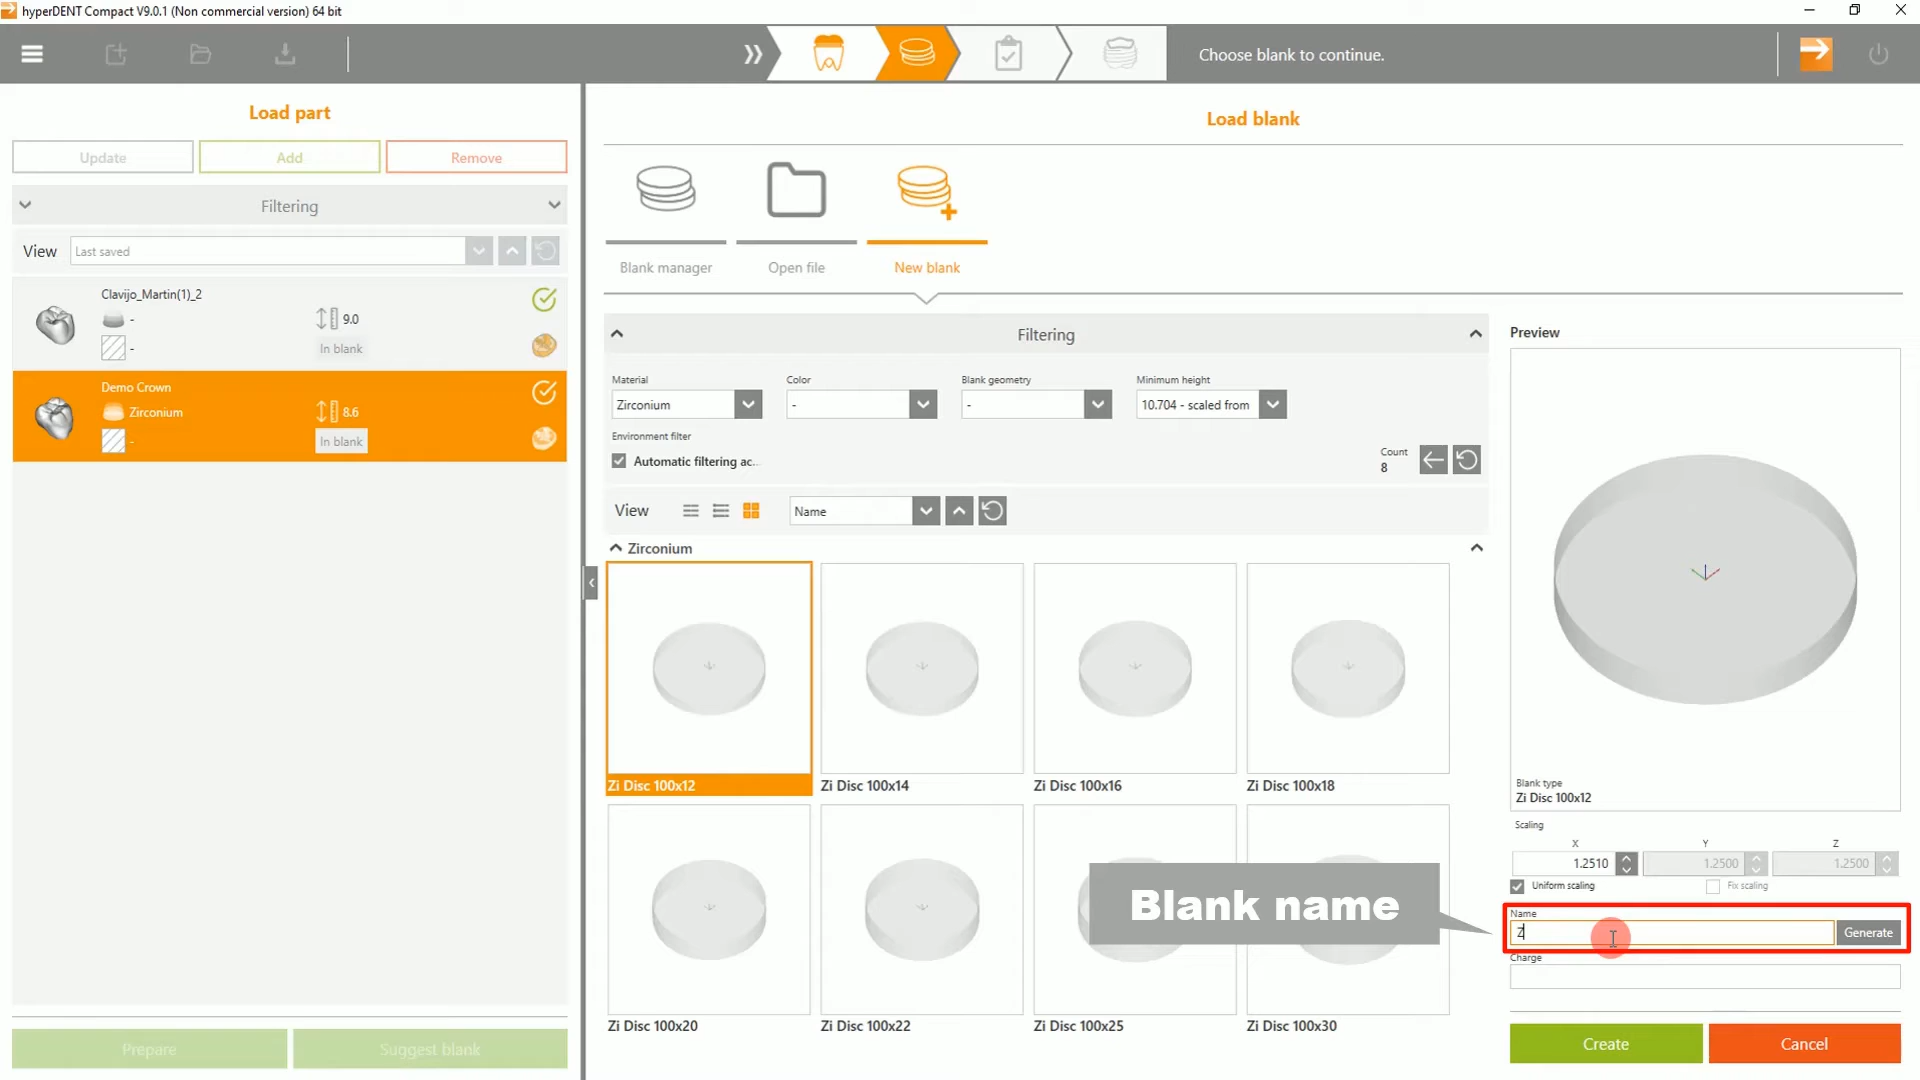 hyperDENT Compact V9.0.1 (Non commercial version) 64 bit
Choose blank to continue.
Load part
Update
Add
Remove
Filtering
View
Last saved
Clavijo_Martin(1)_2
-
9.0
-
In blank
Demo Crown
Zirconium
8.6
-
In blank
Prepare
Suggest blank
Load blank
Blank manager
Open file
New blank
Filtering
Material
Color
Blank geometry
Minimum height
Zirconium
-
-
10.704 - scaled from
Environment filter
Automatic filtering ac...
Count
8
View
Name
Zirconium
Zi Disc 100x12
Zi Disc 100x14
Zi Disc 100x16
Zi Disc 100x18
Zi Disc 100x20
Zi Disc 100x22
Zi Disc 100x25
Zi Disc 100x30
Blank name
Preview
Blank type
Zi Disc 100x12
Scaling
X
Y
Z
1.2510
1.2500
1.2500
Uniform scaling
Fix scaling
Name
Z
Generate
Charge
Create
Cancel